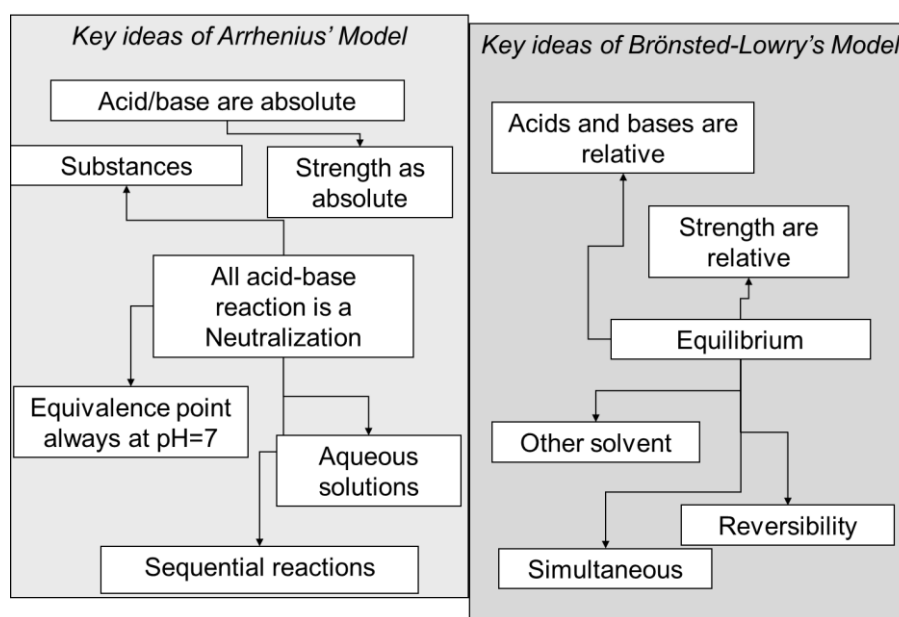 Key ideas of Arrhenius' Model
Acid/base are absolute
Substances
Strength as
absolute
All acid-base
reaction is a
Neutralization
Equivalence point
always at pH=7
Aqueous
solutions
Sequential reactions
Key ideas of Brönsted-Lowry's Model
Acids and bases are
relative
Strength are
relative
Equilibrium
Other solvent
Reversibility
Simultaneous